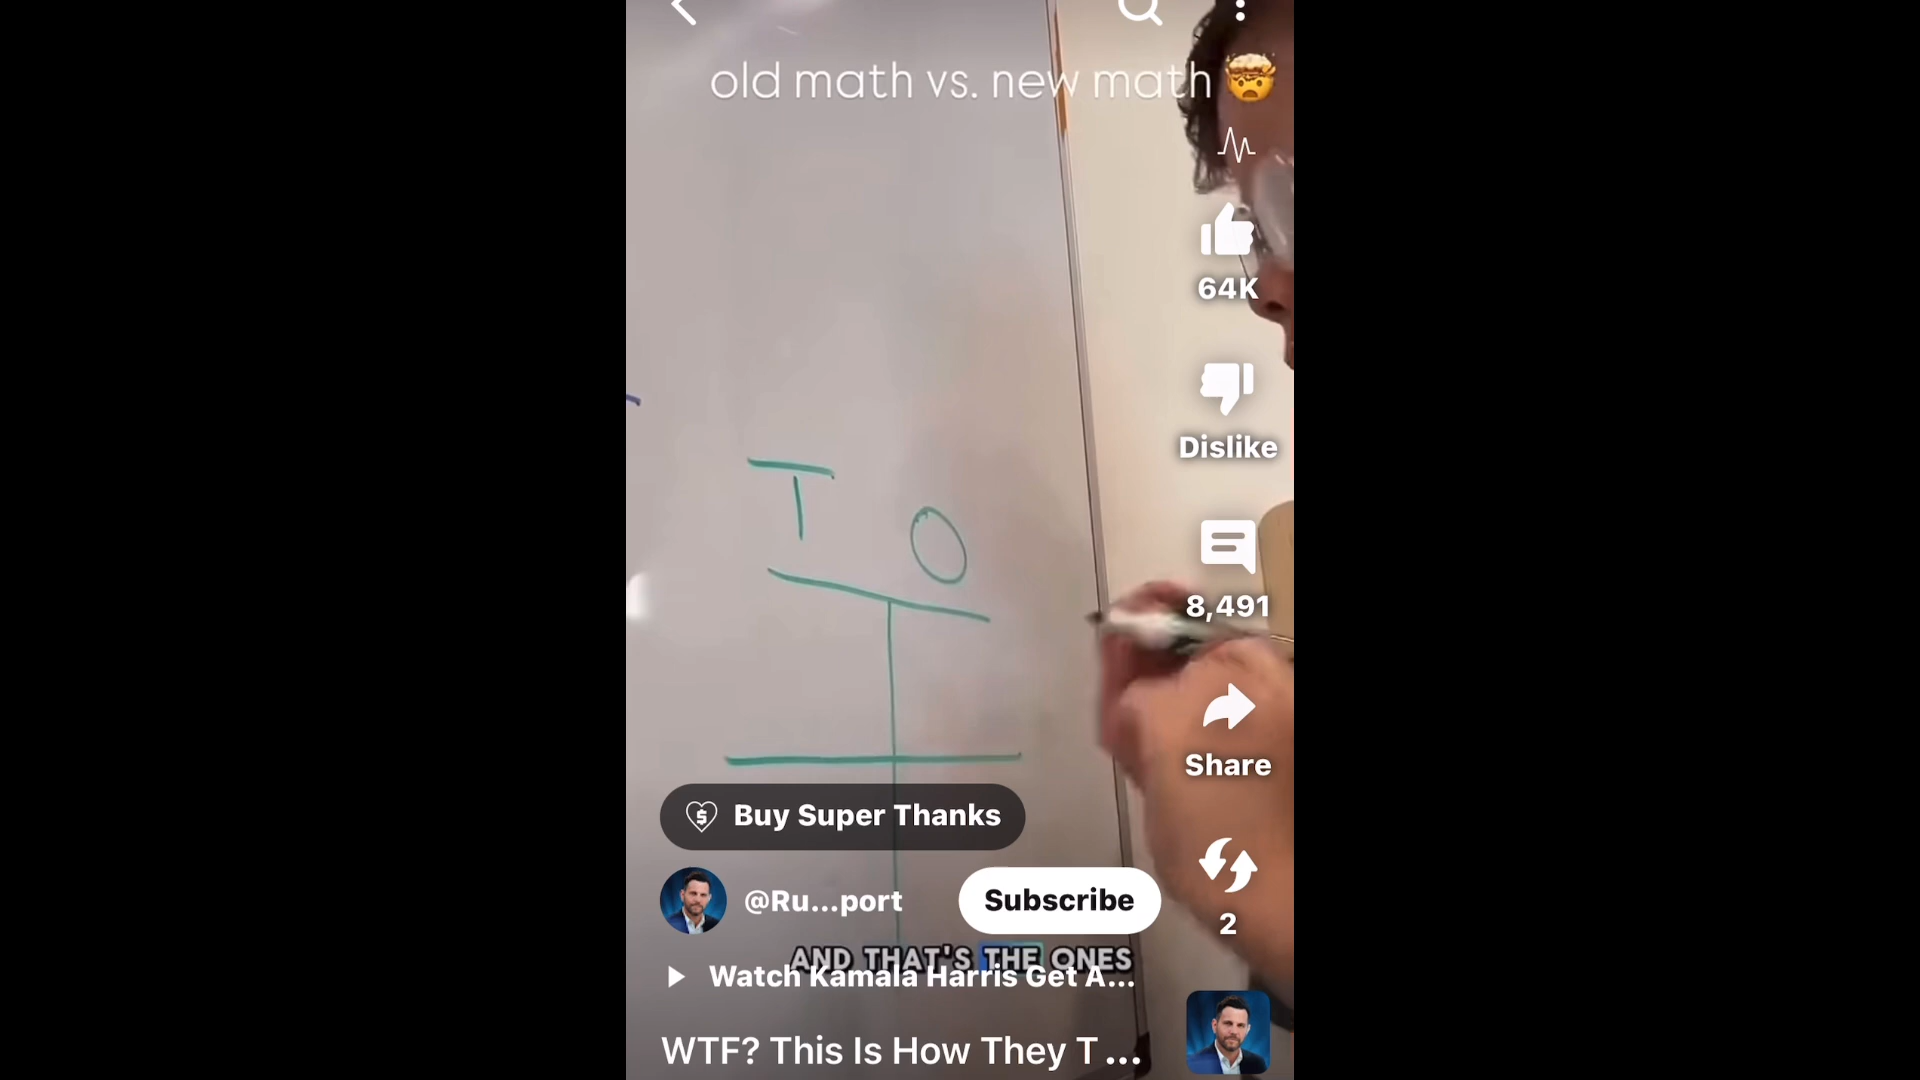 old math vs. new math 🤯
64K
Dislike
T O
8,491
Share
Buy Super Thanks
@Ru...port
Subscribe
2
AND THAT'S THE ONES
Watch Kamala Harris Get A...
WTF? This Is How They T...